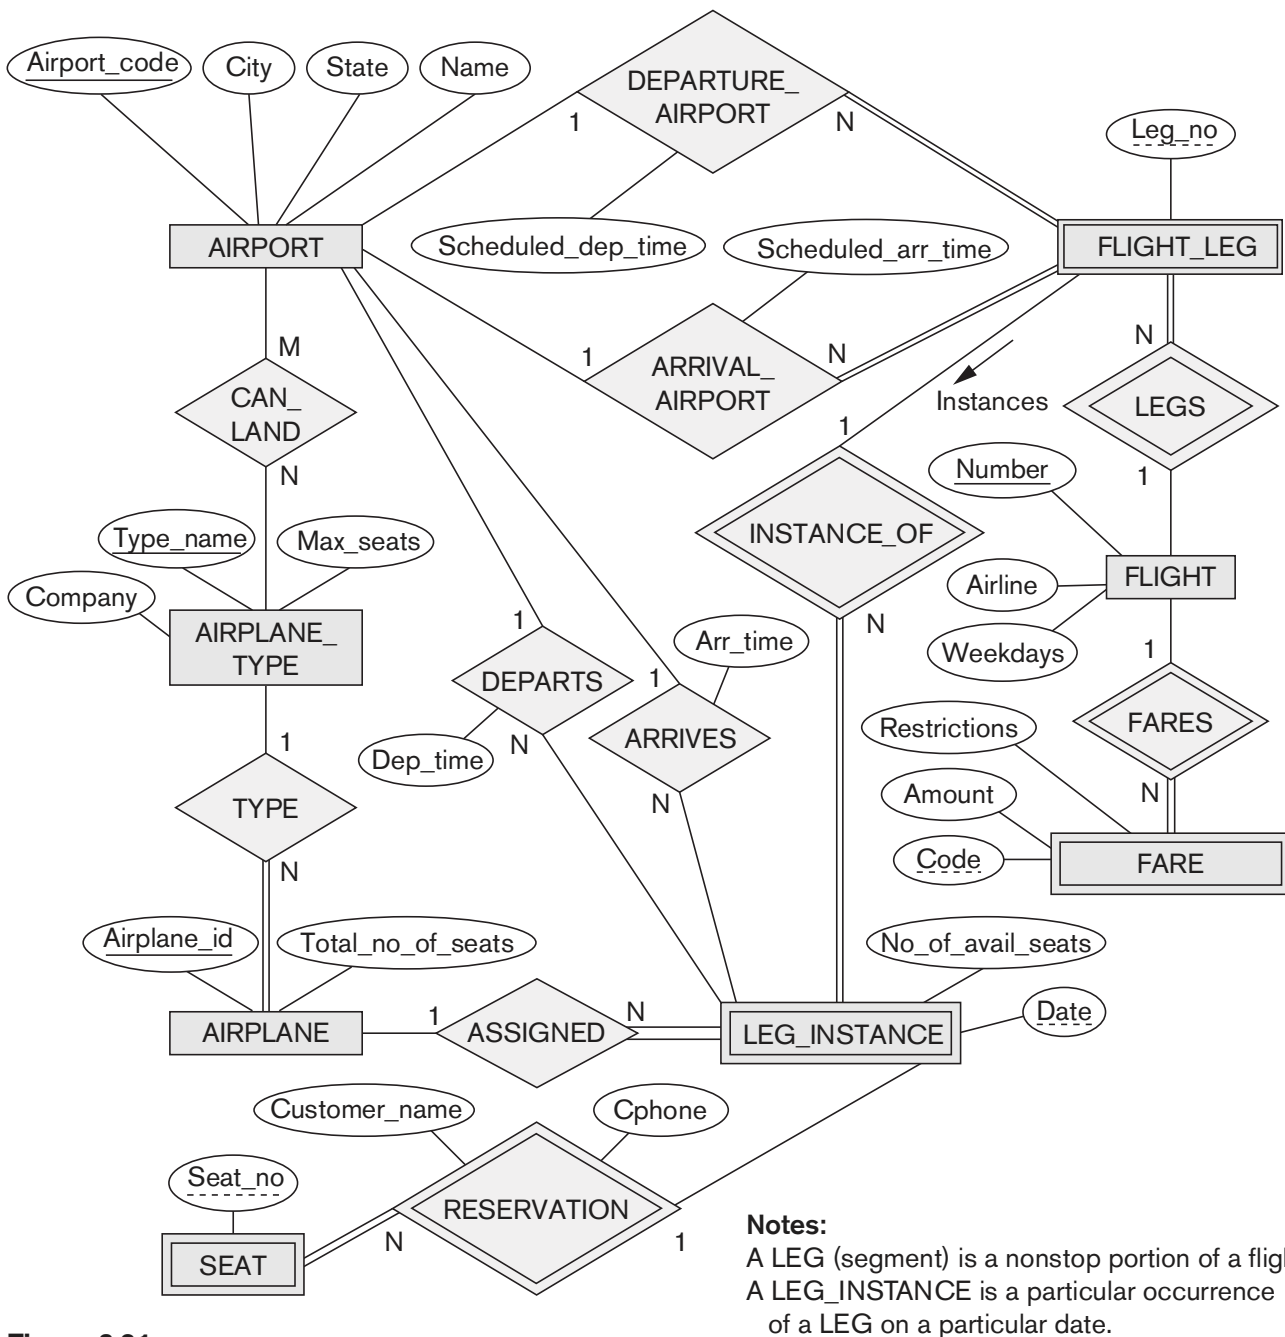 Airport_code
City
State
Name
DEPARTURE_
AIRPORT
1
N
Leg_no
AIRPORT
Scheduled_dep_time
Scheduled_arr_time
FLIGHT_LEG
M
1
ARRIVAL_
AIRPORT
N
Instances
N
LEGS
1
CAN_
LAND
N
1
INSTANCE_OF
N
Number
Type_name
Max_seats
Company
AIRPLANE_
TYPE
Airline
FLIGHT
Weekdays
1
1
DEPARTS
N
Dep_time
1
Arr_time
ARRIVES
N
Restrictions
FARES
N
Amount
Code
FARE
1
TYPE
N
Airplane_id
Total_no_of_seats
No_of_avail_seats
AIRPLANE
1
ASSIGNED
N
LEG_INSTANCE
Date
Customer_name
Cphone
Seat_no
RESERVATION
N
1
SEAT
Notes:
A LEG (segment) is a nonstop portion of a flig
A LEG_INSTANCE is a particular occurrence
of a LEG on a particular date.